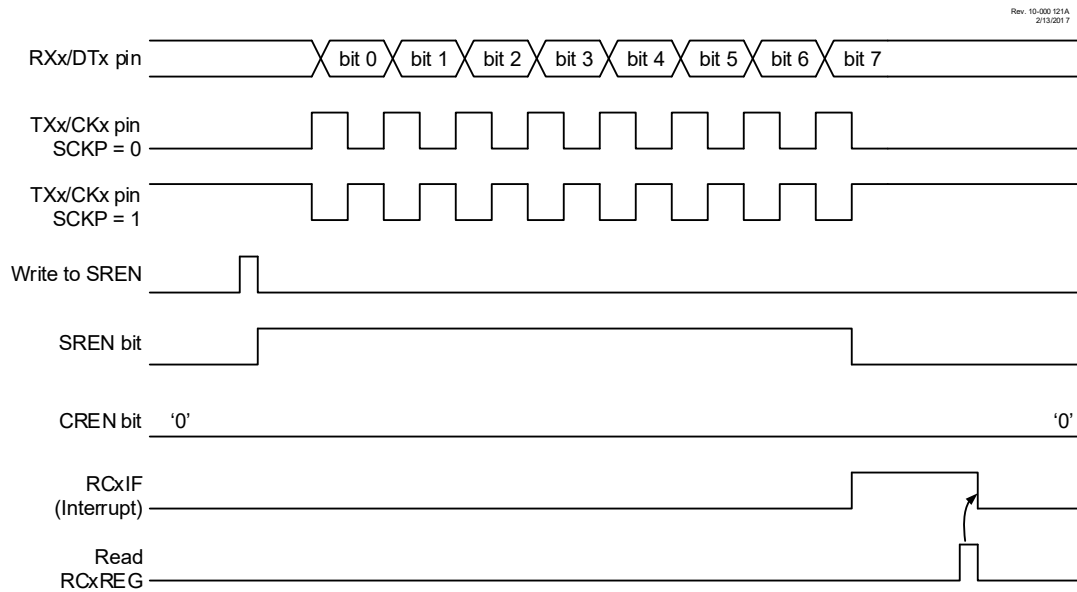 Rev. 10-000 121A
2/13/2017
RXx/DTx pin
bit 0 bit 1 bit 2 bit 3 bit 4 bit 5 bit 6 bit 7
TXx/CKx pin
SCKP = 0
TXx/CKx pin
SCKP = 1
Write to SREN
SREN bit
CREN bit ‘0’ ‘0’
RCxIF
(Interrupt)
Read
RCxREG